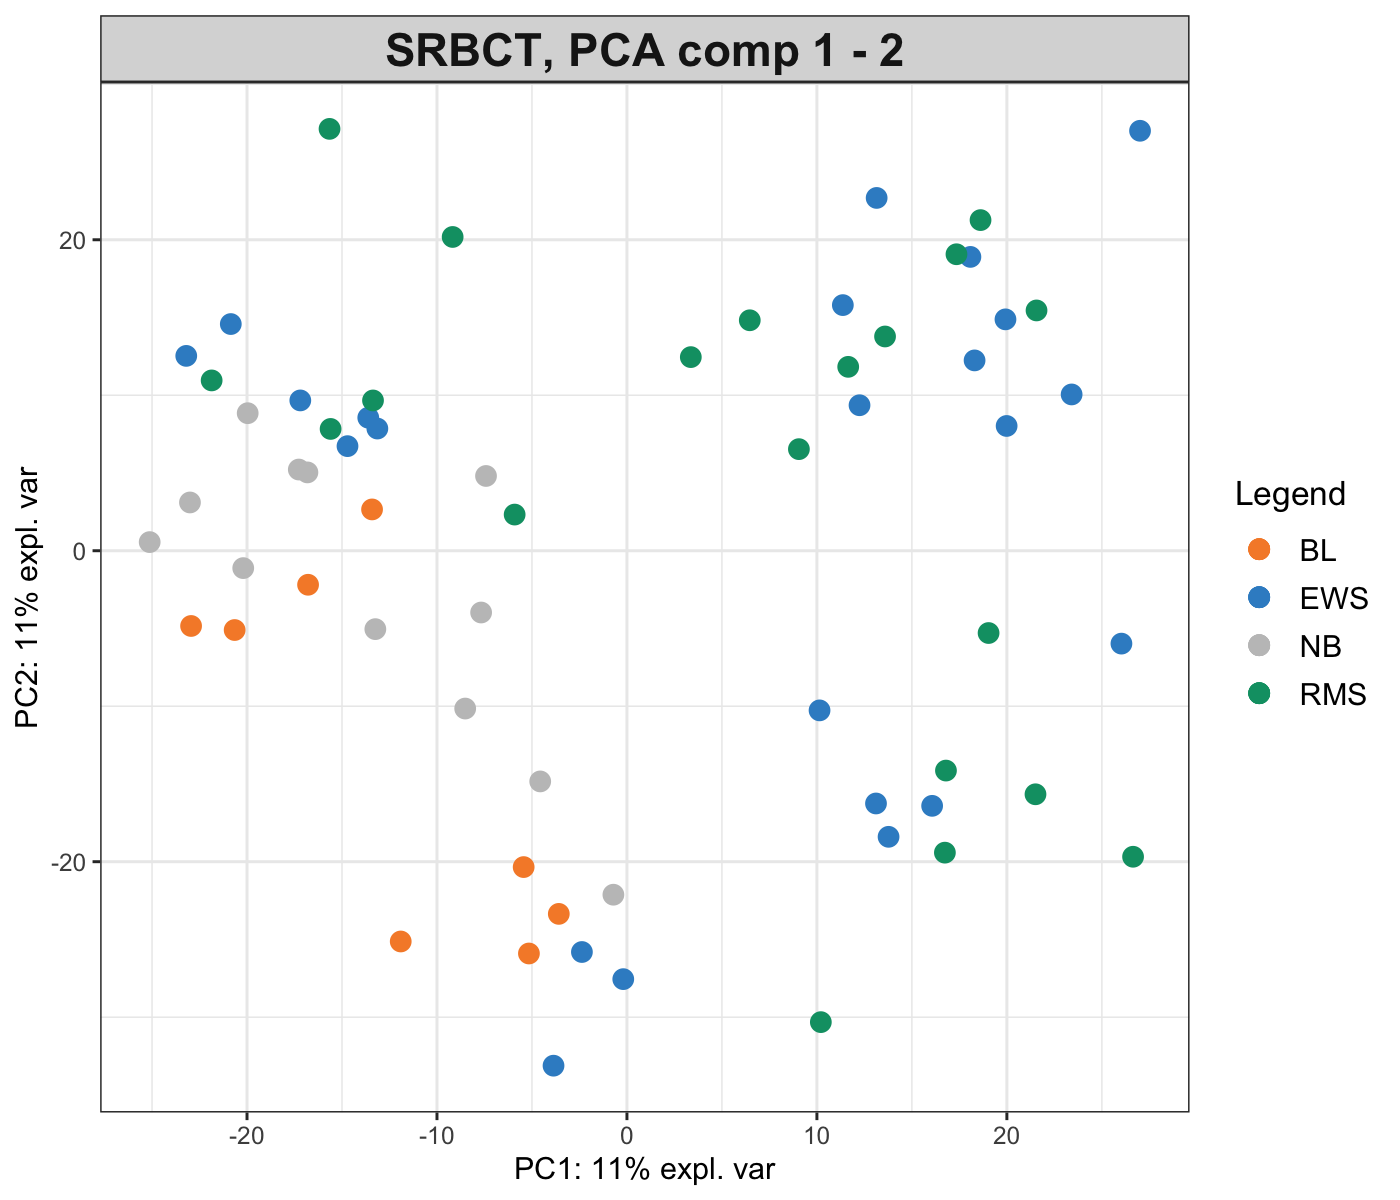 SRBCT, PCA comp 1 - 2
20
0
-20
PC2: 11% expl. var
-20
-10
0
10
20
PC1: 11% expl. var
Legend
BL
EWS
NB
RMS